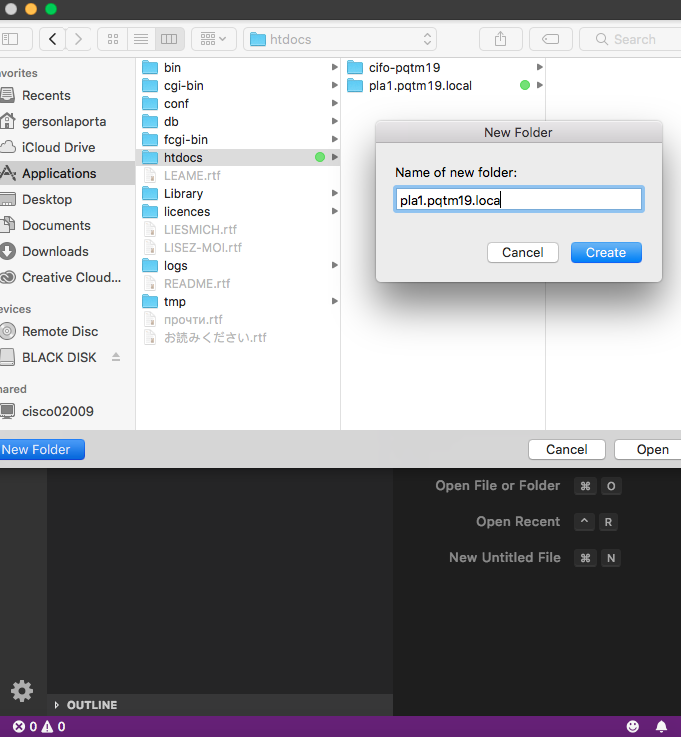 htdocs
Search
avorites
Recents
gersonlaporta
iCloud Drive
Applications
Desktop
Documents
Downloads
Creative Cloud...
evices
Remote Disc
BLACK DISK
hared
cisco02009
bin
cgi-bin
conf
db
fcgi-bin
htdocs
LEAME.rtf
Library
licences
LIESMICH.rtf
LISEZ-MOI.rtf
logs
README.rtf
tmp
прочти.rtf
お読みください.rtf
cifo-pqtm19
pla1.pqtm19.local
New Folder
Name of new folder:
pla1.pqtm19.loca
Cancel
Create
New Folder
Cancel
Open
Open File or Folder ⌘ O
Open Recent ^ R
New Untitled File ⌘ N
OUTLINE
0 0